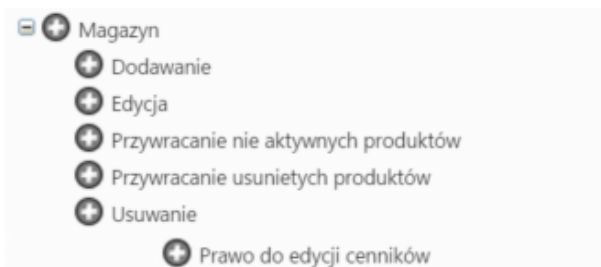 Magazyn
Dodawanie
Edycja
Przywracanie nie aktywnych produktów
Przywracanie usunietych produktów
Usuwanie
Prawo do edycji cenników